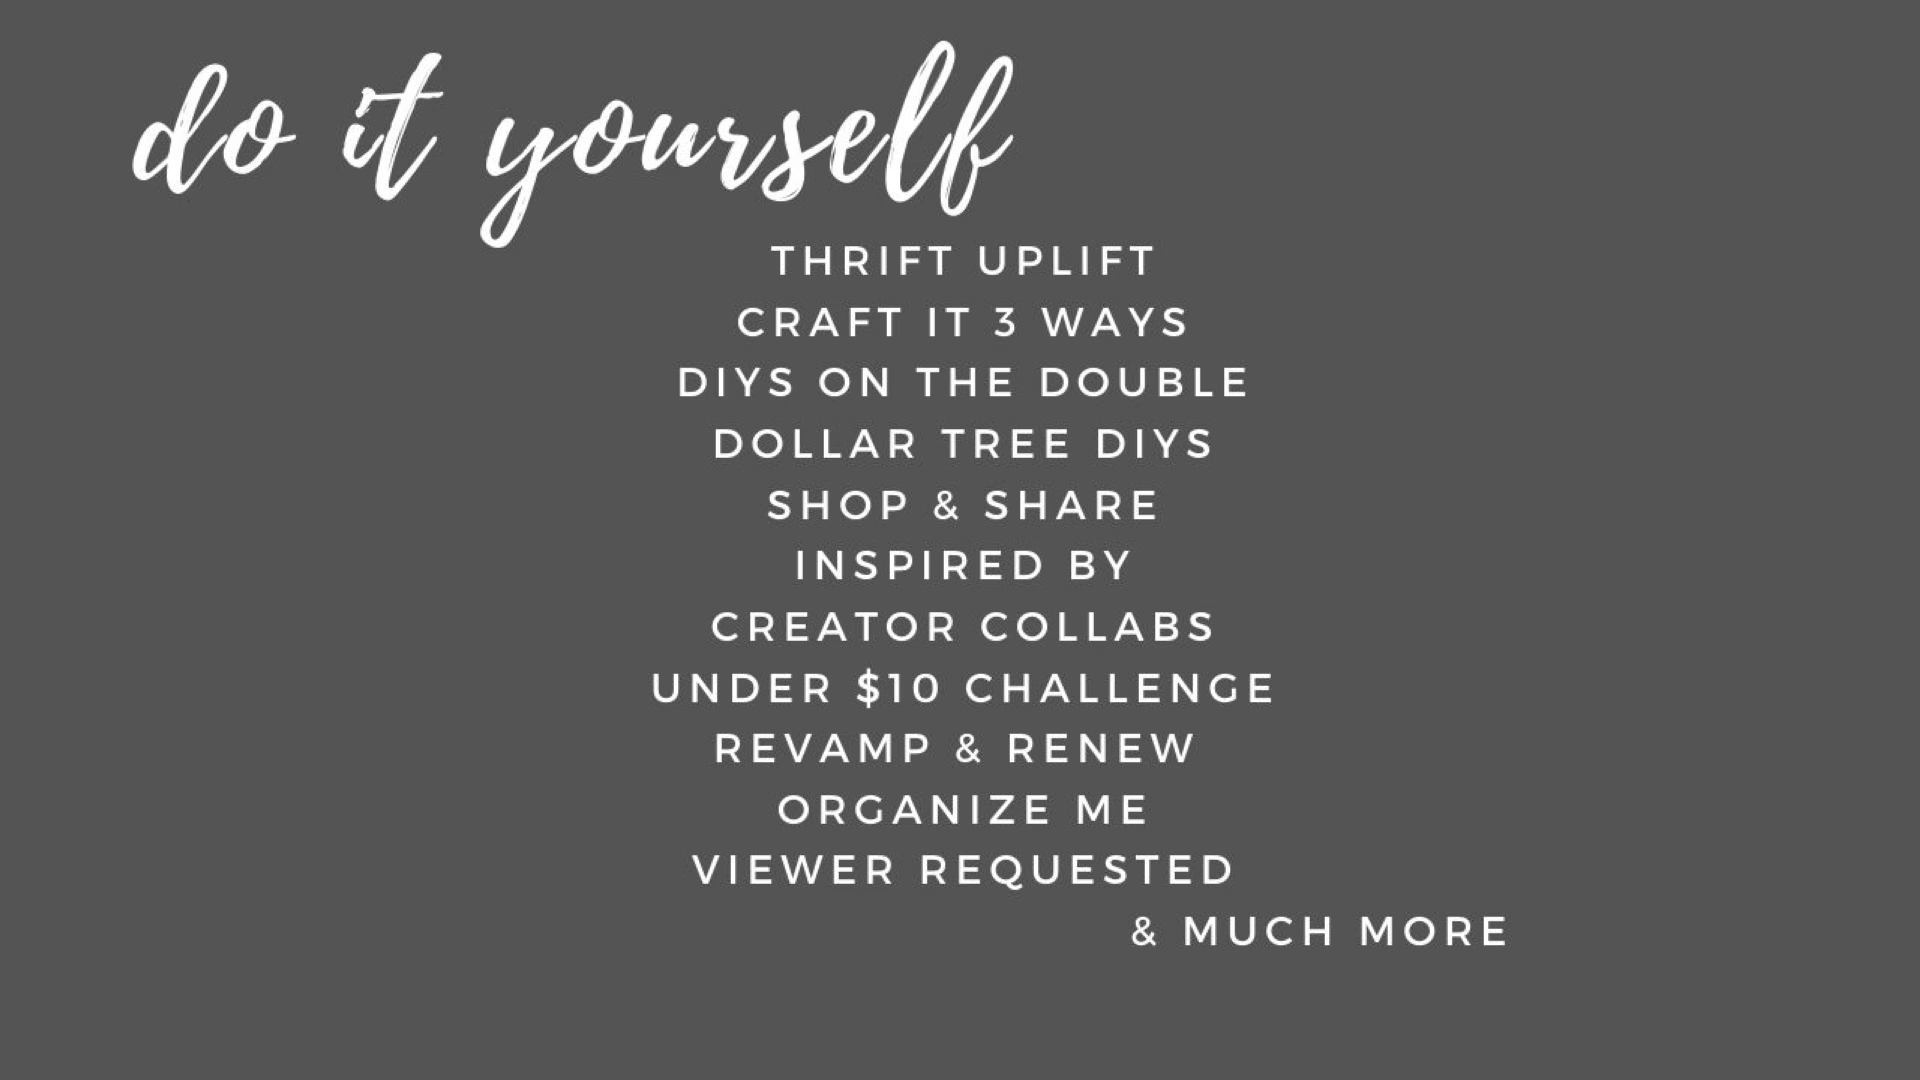 do it yourself
THRIFT UPLIFT
CRAFT IT 3 WAYS
DIYS ON THE DOUBLE
DOLLAR TREE DIYS
SHOP & SHARE
INSPIRED BY
CREATOR COLLABS
UNDER $10 CHALLENGE
REVAMP & RENEW
ORGANIZE ME
VIEWER REQUESTED
& MUCH MORE